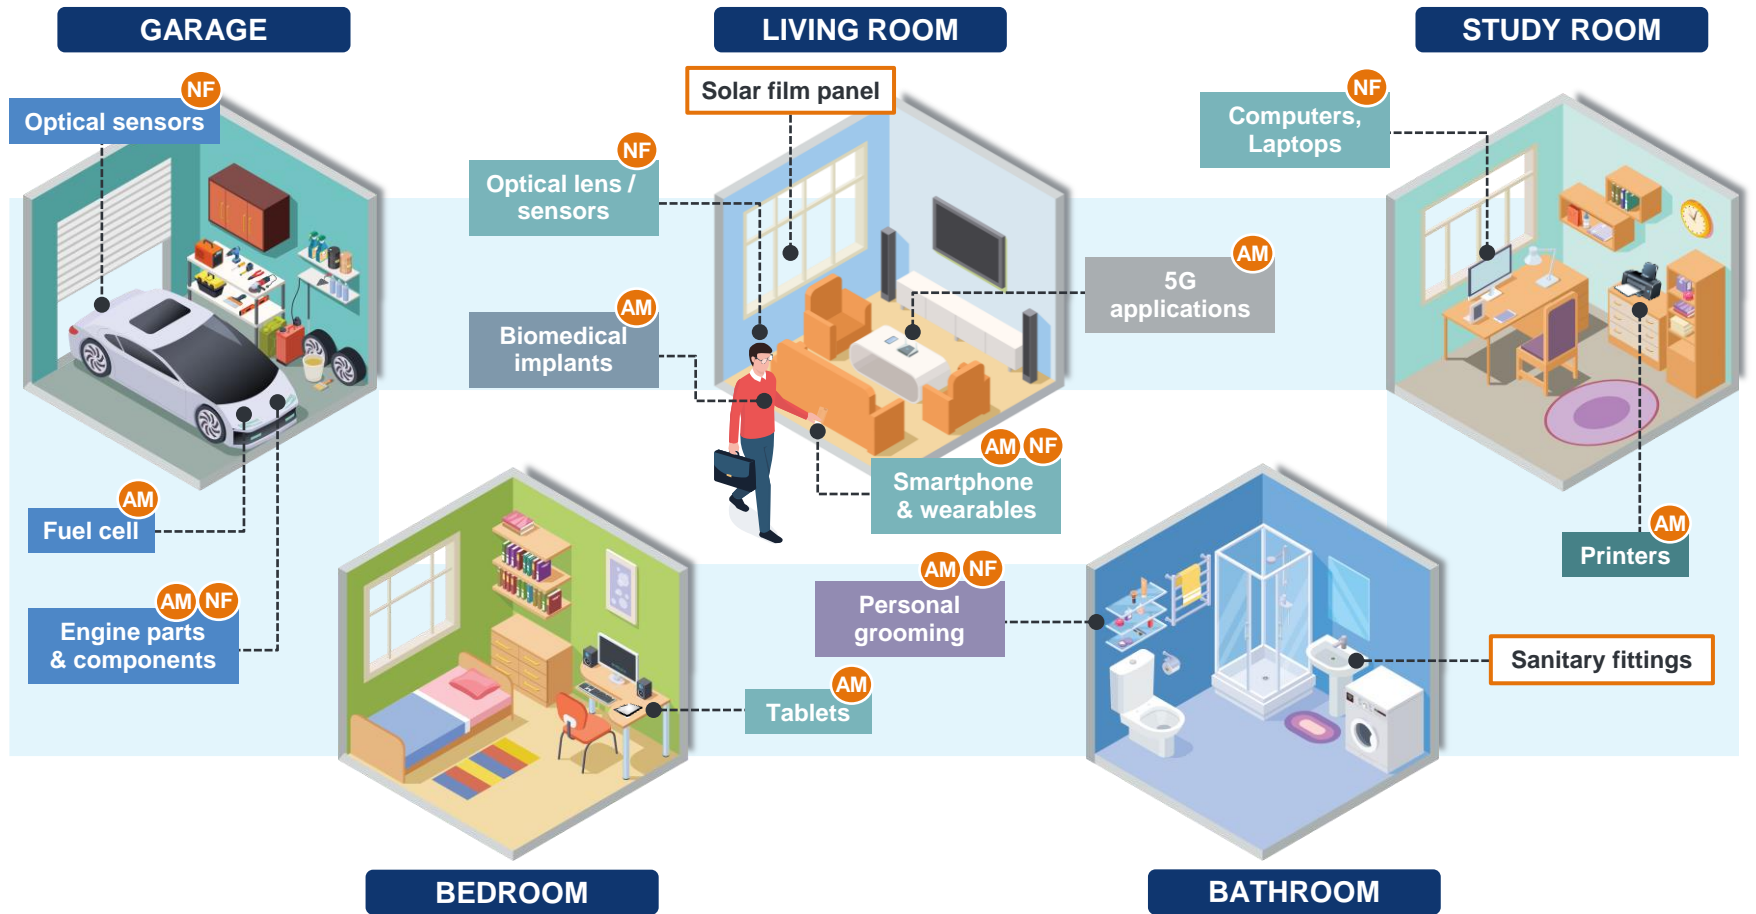 GARAGE
LIVING ROOM
STUDY ROOM
NF
Optical sensors
Solar film panel
NF
Computers,
Laptops
NF
Optical lens /
sensors
AM
5G
applications
AM
Biomedical
implants
AM NF
Smartphone
& wearables
AM
Fuel cell
AM
Printers
AM NF
Personal
grooming
AM NF
Engine parts
& components
Sanitary fittings
AM
Tablets
BEDROOM
BATHROOM